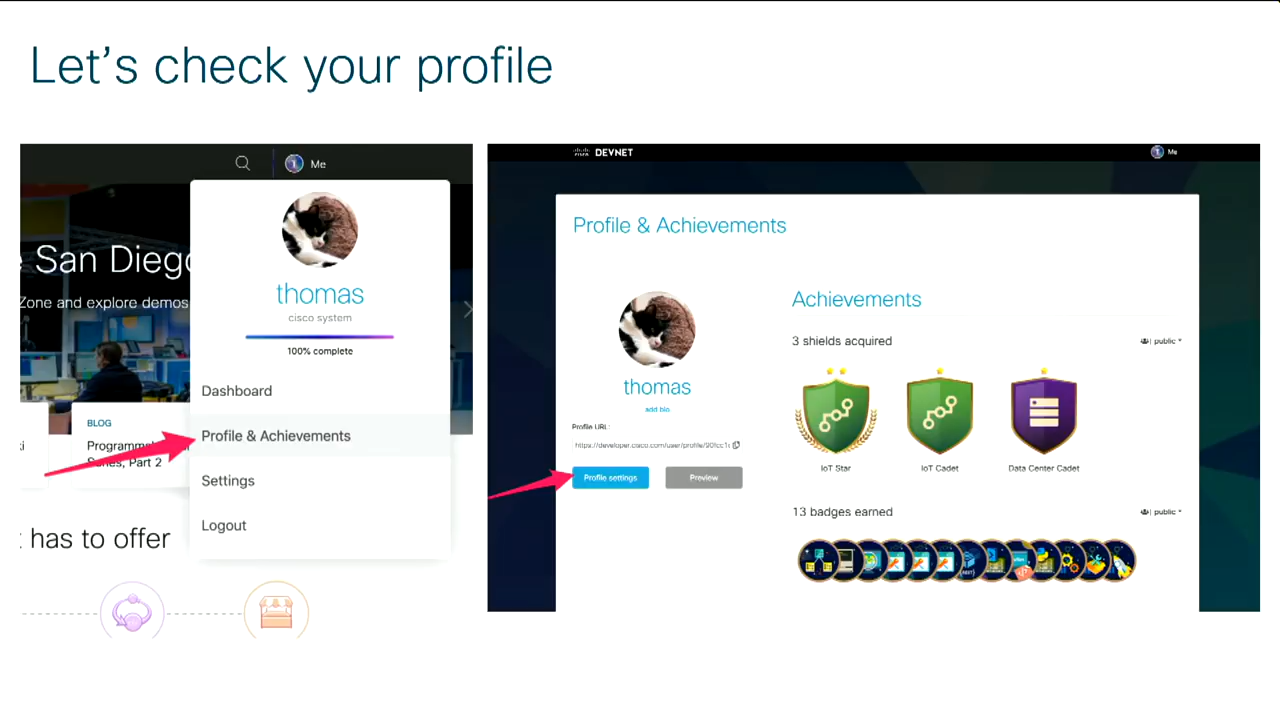 Let's check your profile
Me
San Diego
Zone and explore demos
thomas
cisco system
100% complete
Dashboard
BLOG
Profile & Achievements
Series, Part 2
Settings
Logout
has to offer
CISCO DEVNET
Me
Profile & Achievements
Achievements
3 shields acquired
public
thomas
add bio
Profile URL:
https://developer.cisco.com/user/profile/90fcc1c
Profile settings
Preview
IoT Star
IoT Cadet
Data Center Cadet
13 badges earned
public